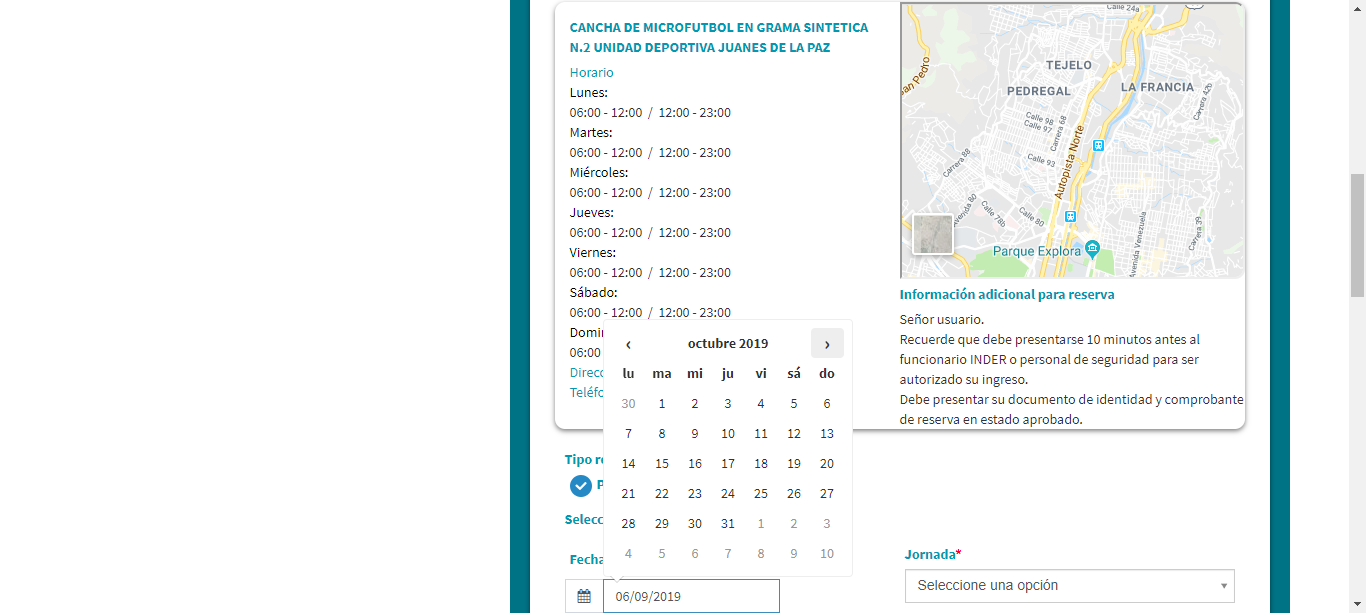 CANCHA DE MICROFUTBOL EN GRAMA SINTETICA
N.2 UNIDAD DEPORTIVA JUANES DE LA PAZ
Horario
Lunes:
06:00 - 12:00 / 12:00 - 23:00
Martes:
06:00 - 12:00 / 12:00 - 23:00
Miércoles:
06:00 - 12:00 / 12:00 - 23:00
Jueves:
06:00 - 12:00 / 12:00 - 23:00
Viernes:
06:00 - 12:00 / 12:00 - 23:00
Sábado:
06:00 - 12:00 / 12:00 - 23:00
Domin
06:00
Direcc
Teléfo
Calle 24a
San Pedro
TEJELO
PEDREGAL
LA FRANCIA
Carrera 42b
Calle 98
Calle 97
Carrera 68
Autopista Norte
Carrera 88
Calle 93
Avenida 80
Calle 78b
Calle 80
Avenida Venezuela
Carrera 39
Parque Explora
Información adicional para reserva
Señor usuario.
Recuerde que debe presentarse 10 minutos antes al
funcionario INDER o personal de seguridad para ser
autorizado su ingreso.
Debe presentar su documento de identidad y comprobante
de reserva en estado aprobado.
‹ octubre 2019 ›
lu ma mi ju vi sá do
30 1 2 3 4 5 6
7 8 9 10 11 12 13
14 15 16 17 18 19 20
21 22 23 24 25 26 27
28 29 30 31 1 2 3
4 5 6 7 8 9 10
Tipo re
P
Selecc
Fecha
06/09/2019
Jornada*
Seleccione una opción